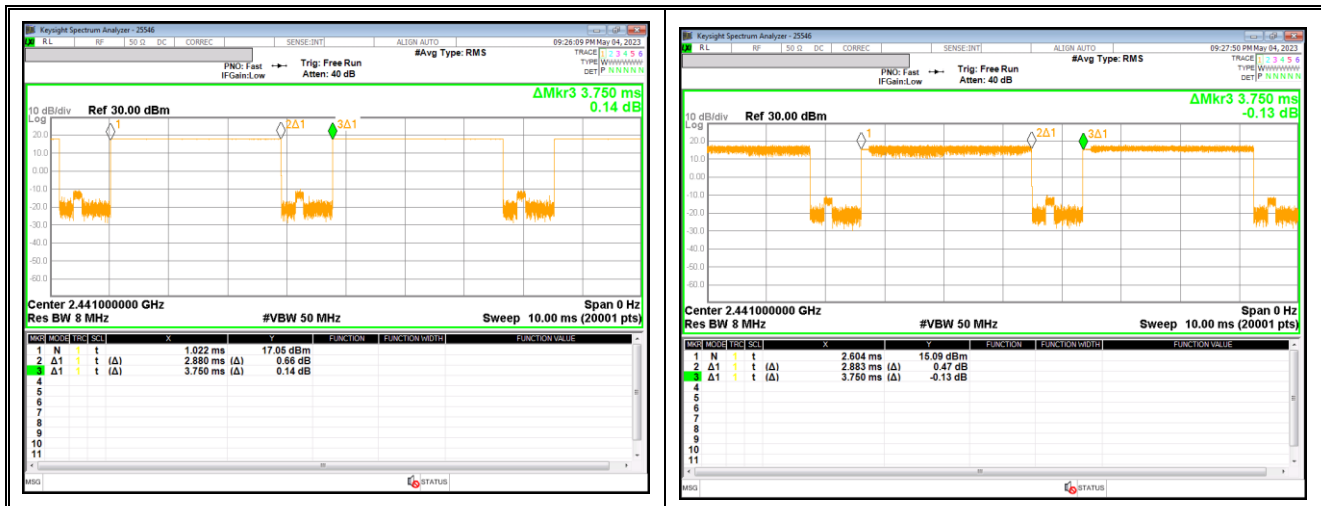 Keysight Spectrum Analyzer - 25546
RL RF 50 Ω DC CORREC SENSE:INT ALIGN AUTO 09:26:09 PM May 04, 2023
#Avg Type: RMS TRACE 1 2 3 4 5 6
PNO: Fast Trig: Free Run TYPE WWWWWW
IFGain:Low Atten: 40 dB DET P N N N N N
ΔMkr3 3.750 ms
0.14 dB
10 dB/div Ref 30.00 dBm
Log
1 2Δ1 3Δ1
20.0
10.0
0.00
-10.0
-20.0
-30.0
-40.0
-50.0
-60.0
Center 2.441000000 GHz Span 0 Hz
Res BW 8 MHz #VBW 50 MHz Sweep 10.00 ms (20001 pts)
MKR MODE TRC SCL X Y FUNCTION FUNCTION WIDTH FUNCTION VALUE
1 N 1 t 1.022 ms 17.05 dBm
2 Δ1 1 t (Δ) 2.880 ms (Δ) 0.66 dB
3 Δ1 1 t (Δ) 3.750 ms (Δ) 0.14 dB
4
5
6
7
8
9
10
11
MSG STATUS
Keysight Spectrum Analyzer - 25546
RL RF 50 Ω DC CORREC SENSE:INT ALIGN AUTO 09:27:50 PM May 04, 2023
#Avg Type: RMS TRACE 1 2 3 4 5 6
PNO: Fast Trig: Free Run TYPE WWWWWW
IFGain:Low Atten: 40 dB DET P N N N N N
ΔMkr3 3.750 ms
-0.13 dB
10 dB/div Ref 30.00 dBm
Log
1 2Δ1 3Δ1
20.0
10.0
0.00
-10.0
-20.0
-30.0
-40.0
-50.0
-60.0
Center 2.441000000 GHz Span 0 Hz
Res BW 8 MHz #VBW 50 MHz Sweep 10.00 ms (20001 pts)
MKR MODE TRC SCL X Y FUNCTION FUNCTION WIDTH FUNCTION VALUE
1 N 1 t 2.604 ms 15.09 dBm
2 Δ1 1 t (Δ) 2.883 ms (Δ) 0.47 dB
3 Δ1 1 t (Δ) 3.750 ms (Δ) -0.13 dB
4
5
6
7
8
9
10
11
MSG STATUS